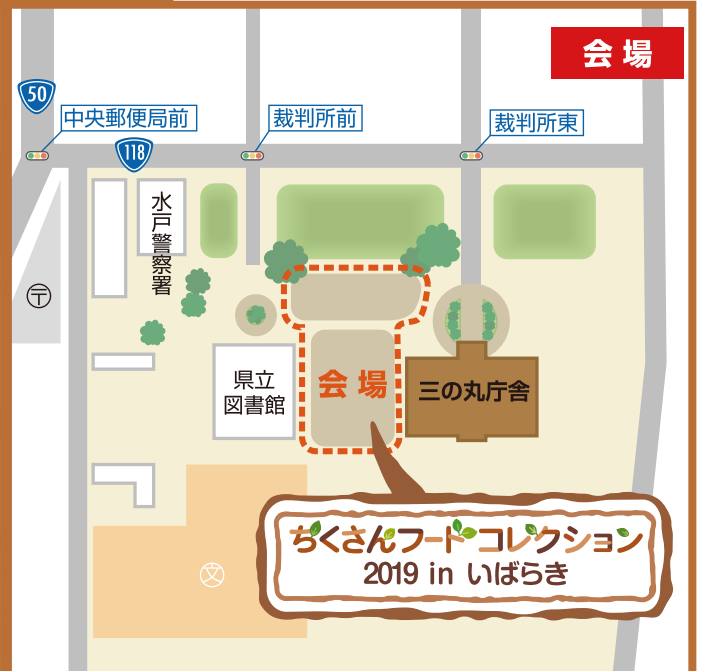 会場
50
中央郵便局前
裁判所前
裁判所東
118
水戸警察署
〒
県立
図書館
会場
三の丸庁舎
ちくさんフードコレクション
2019 in いばらき
文